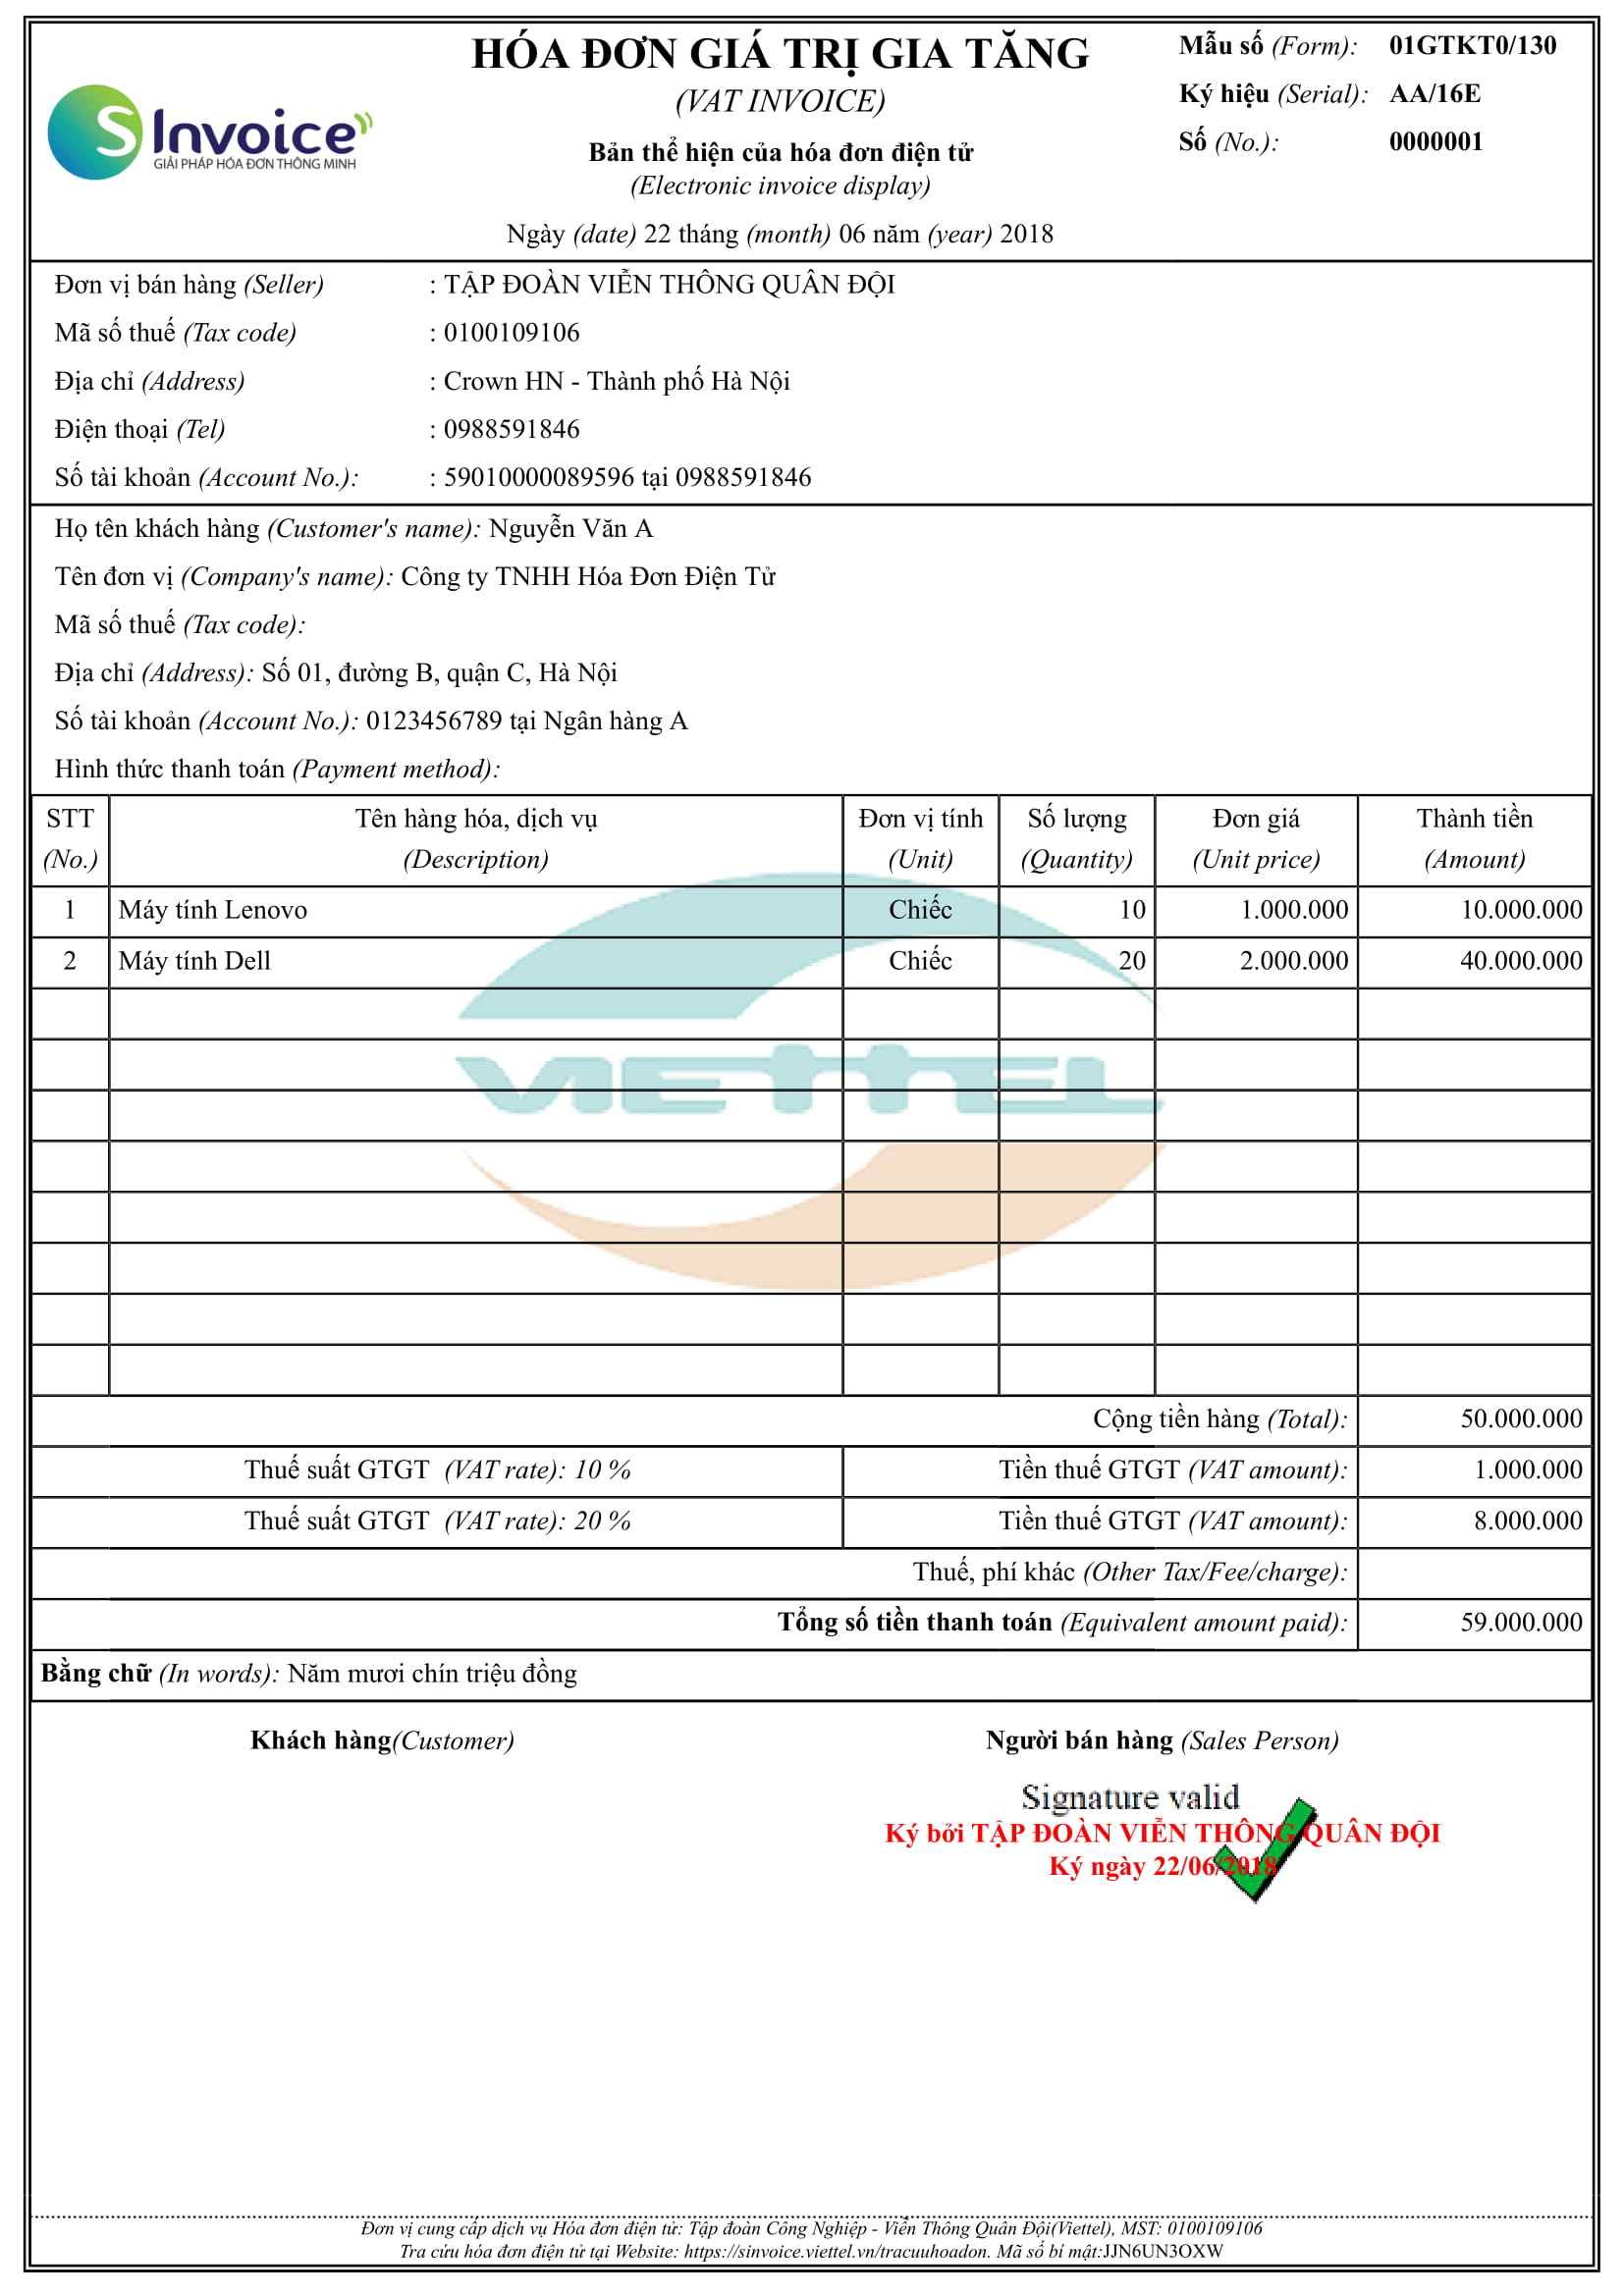 S Invoice
GIẢI PHÁP HÓA ĐƠN THÔNG MINH
HÓA ĐƠN GIÁ TRỊ GIA TĂNG
(VAT INVOICE)
Bản thể hiện của hóa đơn điện tử
(Electronic invoice display)
Ngày (date) 22 tháng (month) 06 năm (year) 2018
Mẫu số (Form): 01GTKT0/130
Ký hiệu (Serial): AA/16E
Số (No.): 0000001
Đơn vị bán hàng (Seller) : TẬP ĐOÀN VIỄN THÔNG QUÂN ĐỘI
Mã số thuế (Tax code) : 0100109106
Địa chỉ (Address) : Crown HN - Thành phố Hà Nội
Điện thoại (Tel) : 0988591846
Số tài khoản (Account No.): : 59010000089596 tại 0988591846
Họ tên khách hàng (Customer's name): Nguyễn Văn A
Tên đơn vị (Company's name): Công ty TNHH Hóa Đơn Điện Tử
Mã số thuế (Tax code):
Địa chỉ (Address): Số 01, đường B, quận C, Hà Nội
Số tài khoản (Account No.): 0123456789 tại Ngân hàng A
Hình thức thanh toán (Payment method):
STT Tên hàng hóa, dịch vụ Đơn vị tính Số lượng Đơn giá Thành tiền
(No.) (Description) (Unit) (Quantity) (Unit price) (Amount)
1 Máy tính Lenovo Chiếc 10 1.000.000 10.000.000
2 Máy tính Dell Chiếc 20 2.000.000 40.000.000
VIETTEL
Cộng tiền hàng (Total): 50.000.000
Thuế suất GTGT (VAT rate): 10 % Tiền thuế GTGT (VAT amount): 1.000.000
Thuế suất GTGT (VAT rate): 20 % Tiền thuế GTGT (VAT amount): 8.000.000
Thuế, phí khác (Other Tax/Fee/charge):
Tổng số tiền thanh toán (Equivalent amount paid): 59.000.000
Bằng chữ (In words): Năm mươi chín triệu đồng
Khách hàng(Customer) Người bán hàng (Sales Person)
Signature valid
Ký bởi TẬP ĐOÀN VIỄN THÔNG QUÂN ĐỘI
Ký ngày 22/06/2018
Đơn vị cung cấp dịch vụ Hóa đơn điện tử: Tập đoàn Công Nghiệp - Viễn Thông Quân Đội(Viettel), MST: 0100109106
Tra cứu hóa đơn điện tử tại Website: https://sinvoice.viettel.vn/tracuuhoadon. Mã số bí mật:JJN6UN3OXW